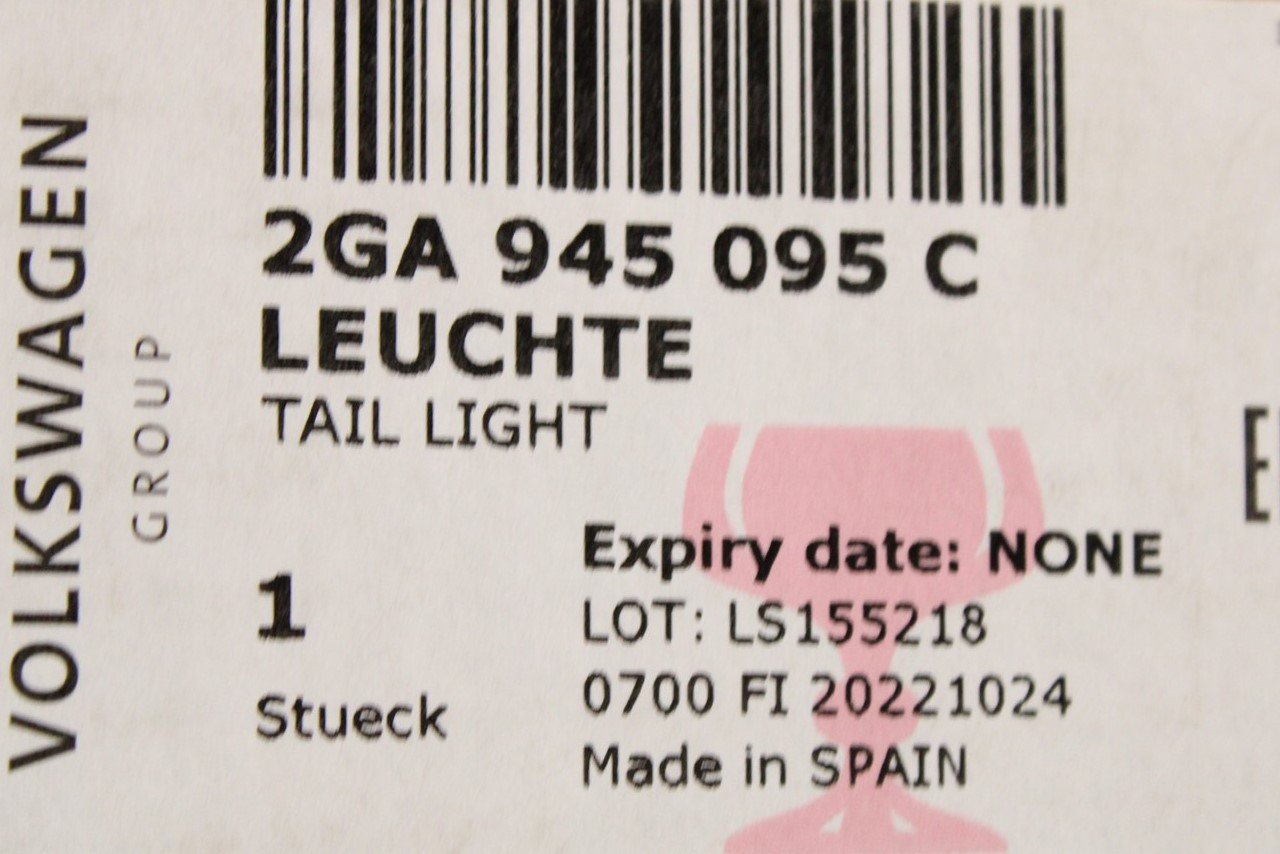 VOLKSWAGEN
GROUP
2GA 945 095 C
LEUCHTE
TAIL LIGHT
1
Stueck
Expiry date: NONE
LOT: LS155218
0700 FI 20221024
Made in SPAIN